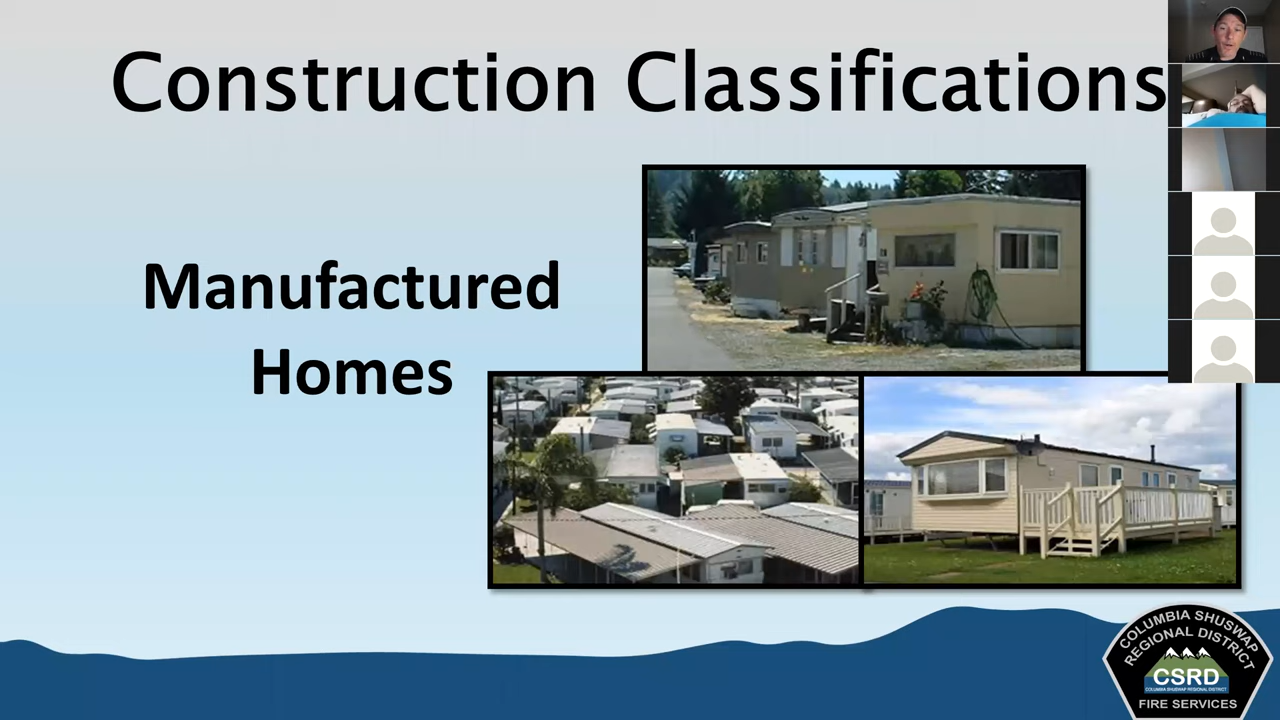 Construction Classifications
Manufactured
Homes
COLUMBIA SHUSWAP
REGIONAL DISTRICT
CSRD
COLUMBIA SHUSWAP REGIONAL DISTRICT
FIRE SERVICES